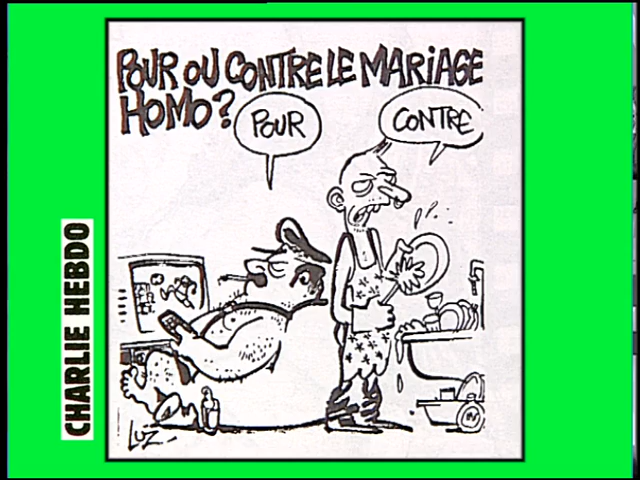 POUR OU CONTRE LE MARIAGE
HOMO?
POUR
CONTRE
CHARLIE HEBDO
LUZ